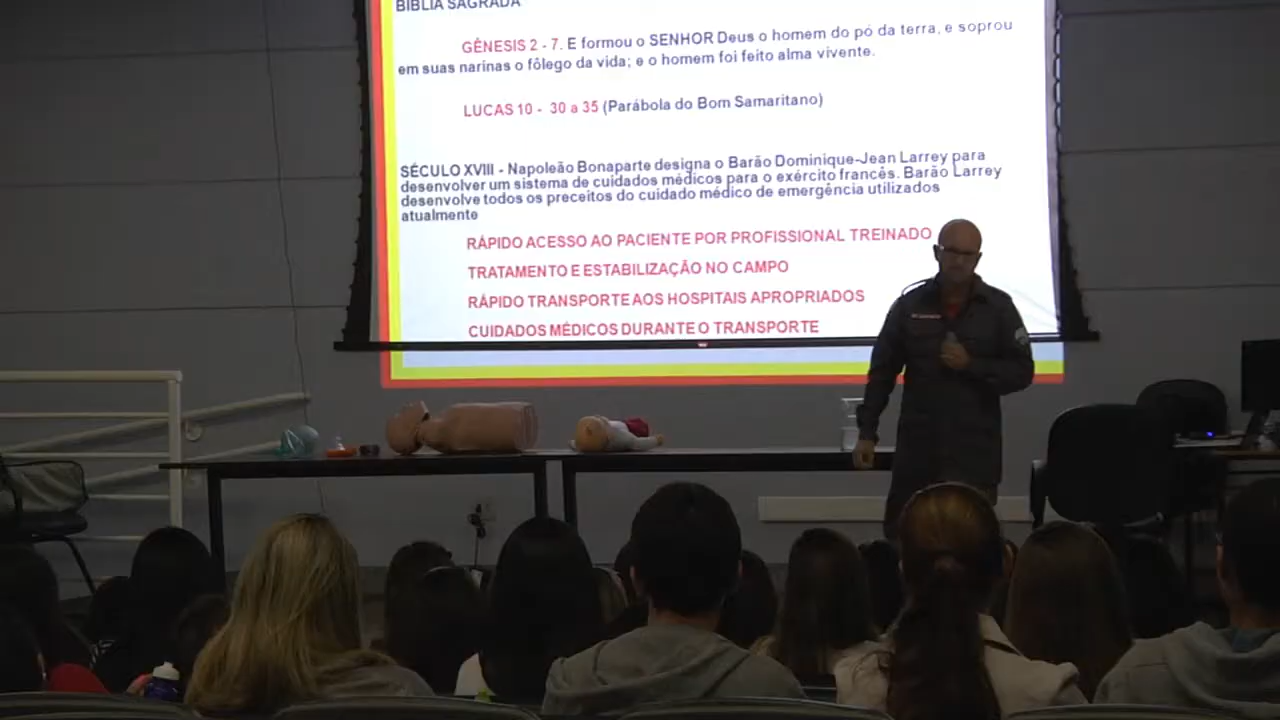 BÍBLIA SAGRADA
GÊNESIS 2 - 7. E formou o SENHOR Deus o homem do pó da terra, e soprou
em suas narinas o fôlego da vida; e o homem foi feito alma vivente.
LUCAS 10 - 30 a 35 (Parábola do Bom Samaritano)
SÉCULO XVIII - Napoleão Bonaparte designa o Barão Dominique-Jean Larrey para
desenvolver um sistema de cuidados médicos para o exército francês. Barão Larrey
desenvolve todos os preceitos do cuidado médico de emergência utilizados
atualmente
RÁPIDO ACESSO AO PACIENTE POR PROFISSIONAL TREINADO
TRATAMENTO E ESTABILIZAÇÃO NO CAMPO
RÁPIDO TRANSPORTE AOS HOSPITAIS APROPRIADOS
CUIDADOS MÉDICOS DURANTE O TRANSPORTE